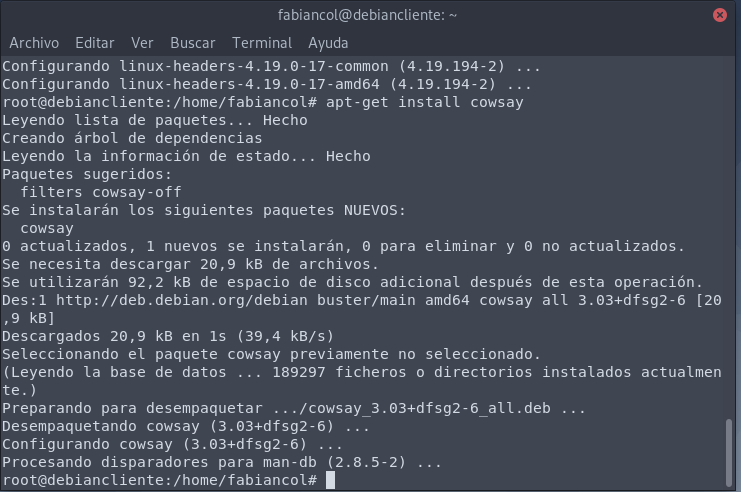 fabiancol@debiancliente: ~
Archivo Editar Ver Buscar Terminal Ayuda
Configurando linux-headers-4.19.0-17-common (4.19.194-2) ...
Configurando linux-headers-4.19.0-17-amd64 (4.19.194-2) ...
root@debiancliente:/home/fabiancol# apt-get install cowsay
Leyendo lista de paquetes... Hecho
Creando árbol de dependencias
Leyendo la información de estado... Hecho
Paquetes sugeridos:
  filters cowsay-off
Se instalarán los siguientes paquetes NUEVOS:
  cowsay
0 actualizados, 1 nuevos se instalarán, 0 para eliminar y 0 no actualizados.
Se necesita descargar 20,9 kB de archivos.
Se utilizarán 92,2 kB de espacio de disco adicional después de esta operación.
Des:1 http://deb.debian.org/debian buster/main amd64 cowsay all 3.03+dfsg2-6 [20
,9 kB]
Descargados 20,9 kB en 1s (39,4 kB/s)
Seleccionando el paquete cowsay previamente no seleccionado.
(Leyendo la base de datos ... 189297 ficheros o directorios instalados actualmen
te.)
Preparando para desempaquetar .../cowsay_3.03+dfsg2-6_all.deb ...
Desempaquetando cowsay (3.03+dfsg2-6) ...
Configurando cowsay (3.03+dfsg2-6) ...
Procesando disparadores para man-db (2.8.5-2) ...
root@debiancliente:/home/fabiancol#